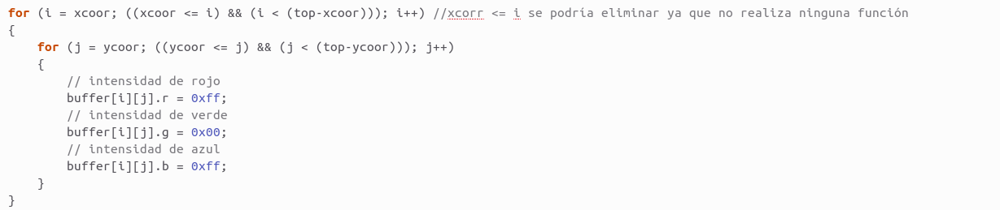 for (i = xcoor; ((xcoor <= i) && (i < (top-xcoor))); i++) //xcorr <= i se podría eliminar ya que no realiza ninguna función
{
    for (j = ycoor; ((ycoor <= j) && (j < (top-ycoor))); j++)
    {
        // intensidad de rojo
        buffer[i][j].r = 0xff;
        // intensidad de verde
        buffer[i][j].g = 0x00;
        // intensidad de azul
        buffer[i][j].b = 0xff;
    }
}